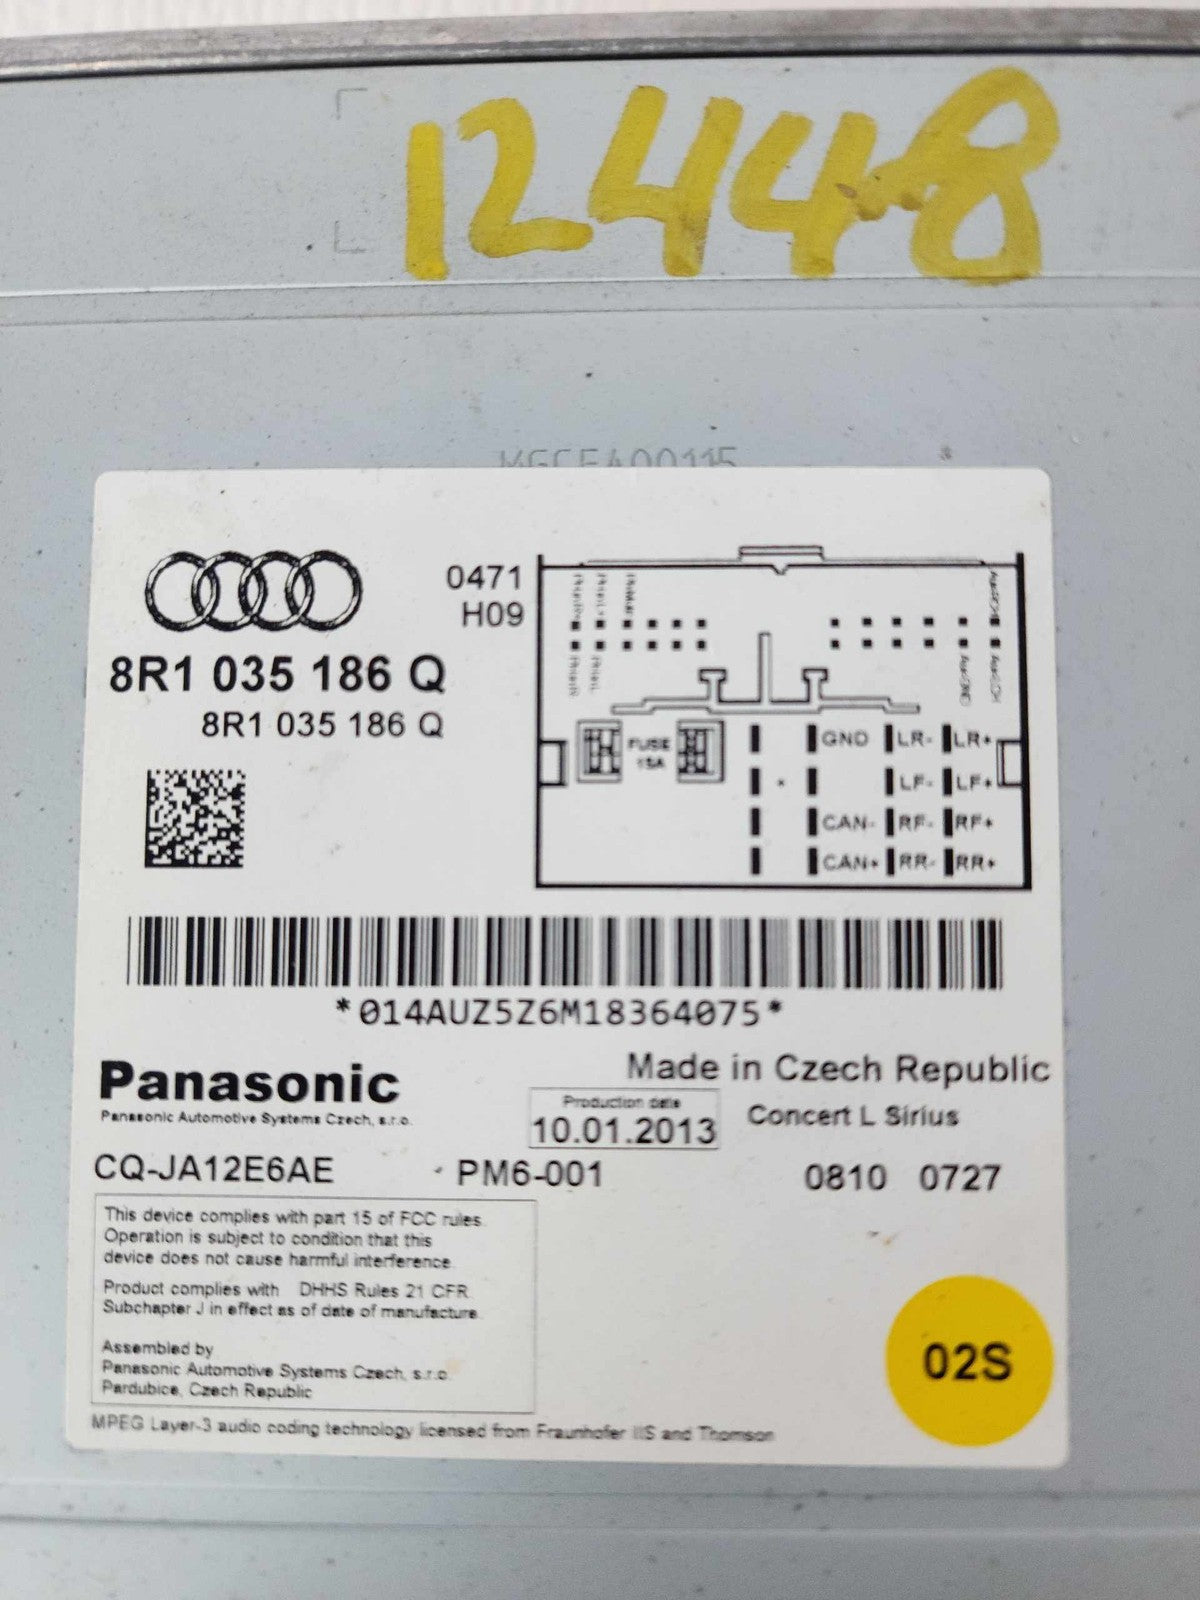 12448
0471
H09
8R1 035 186 Q
8R1 035 186 Q
FUSE
15A
GND LR- LR+
LF- LF+
CAN- RF- RF+
CAN+ RR- RR+
*014AUZ5Z6M18364075*
Panasonic
Made in Czech Republic
Panasonic Automotive Systems Czech, s.r.o.
Production date
10.01.2013
Concert L Sirius
CQ-JA12E6AE PM6-001 0810 0727
This device complies with part 15 of FCC rules.
Operation is subject to condition that this
device does not cause harmful interference.
Product complies with DHHS Rules 21 CFR
Subchapter J in effect as of date of manufacture.
Assembled by
Panasonic Automotive Systems Czech, s.r.o.
Pardubice, Czech Republic
02S
MPEG Layer-3 audio coding technology licensed from Fraunhofer IIS and Thomson